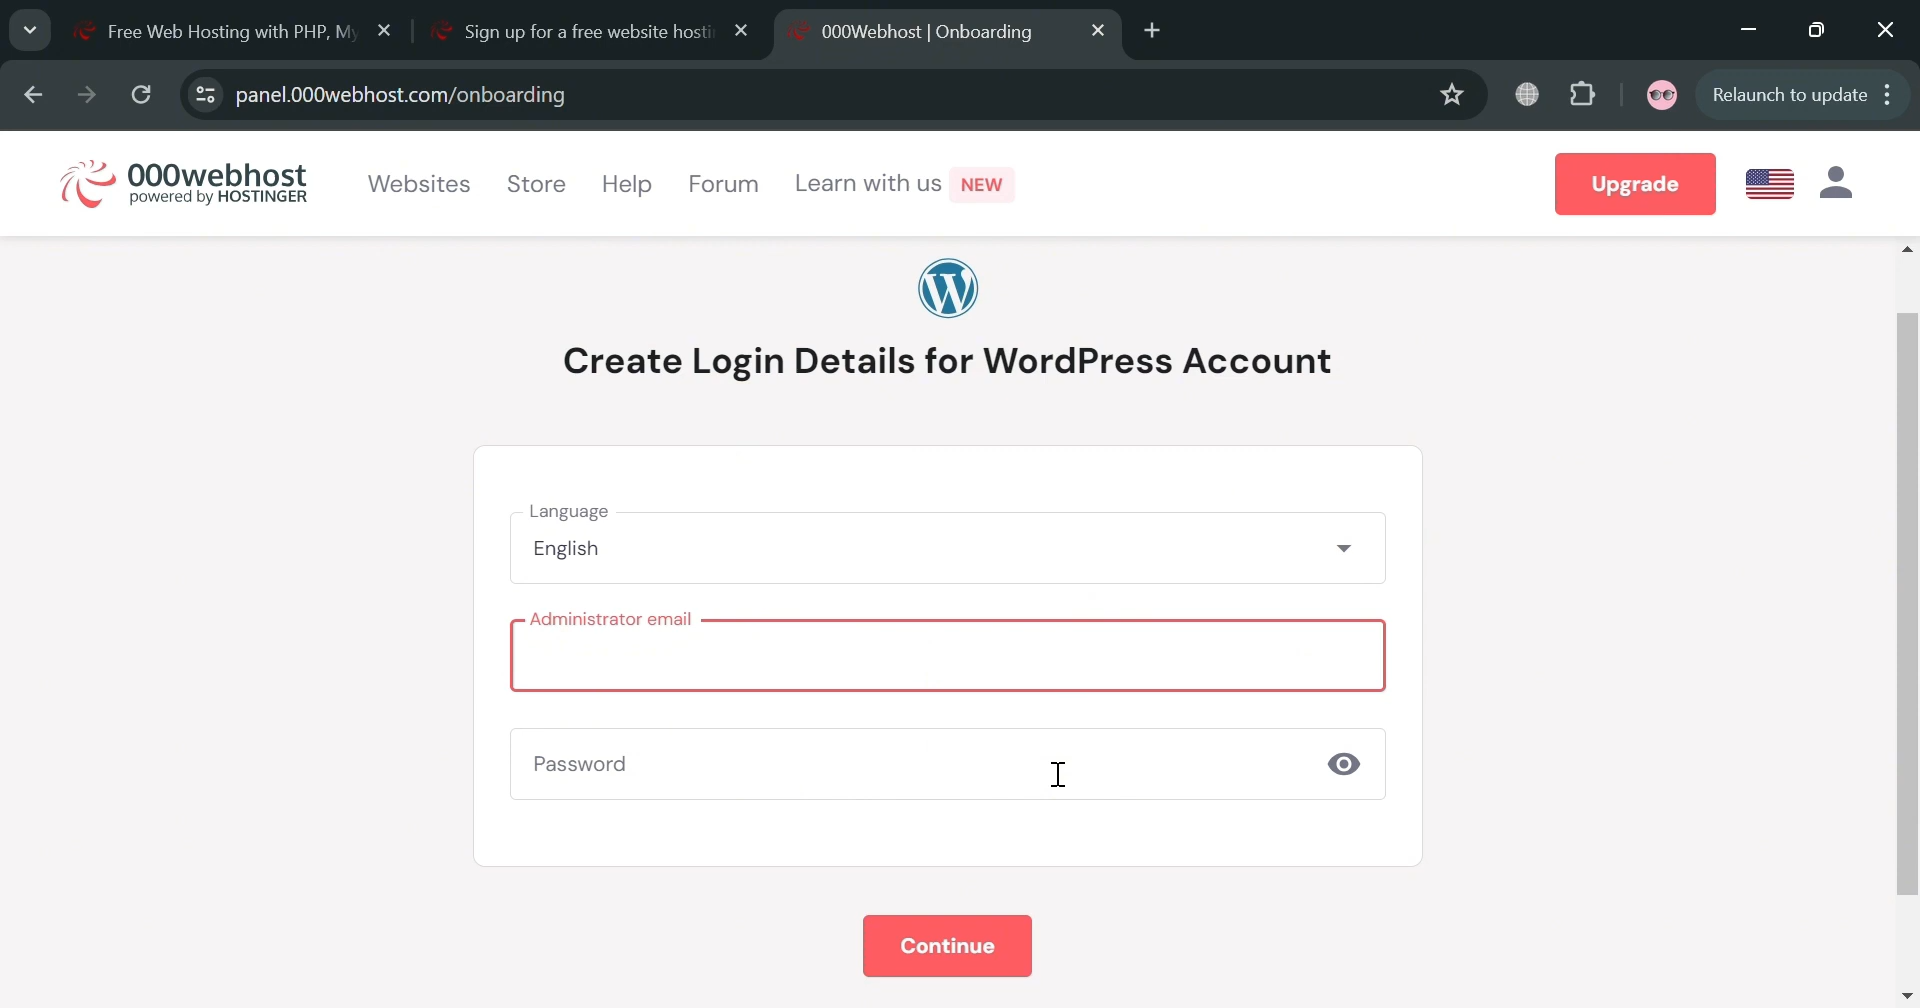 Free Web Hosting with PHP, My
Sign up for a free website hosti
000Webhost | Onboarding
panel.000webhost.com/onboarding
Relaunch to update
000webhost
powered by HOSTINGER
Websites
Store
Help
Forum
Learn with us NEW
Upgrade
Create Login Details for WordPress Account
Language
English
Administrator email
Password
Continue